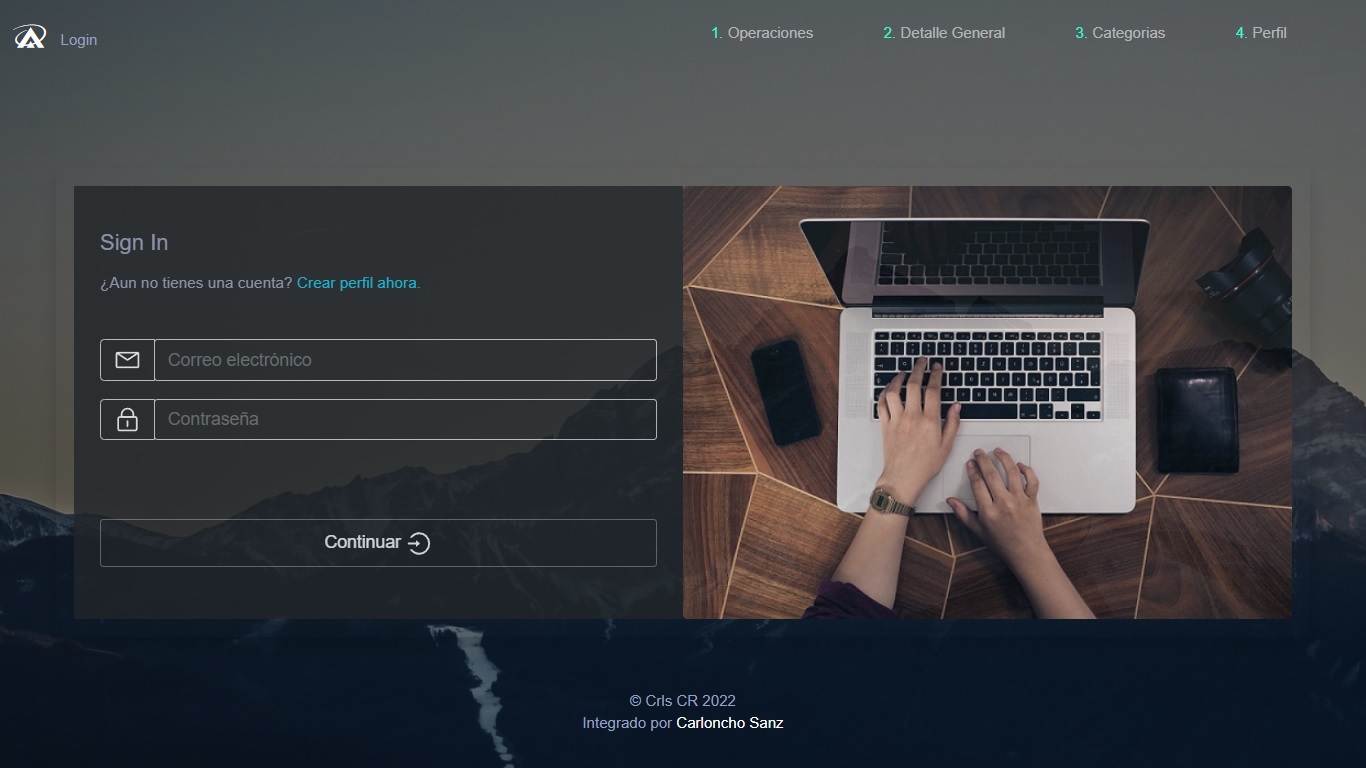 Login
1. Operaciones
2. Detalle General
3. Categorias
4. Perfil
Sign In
¿Aun no tienes una cuenta? Crear perfil ahora.
Correo electrónico
Contraseña
Continuar
© Crls CR 2022
Integrado por Carloncho Sanz